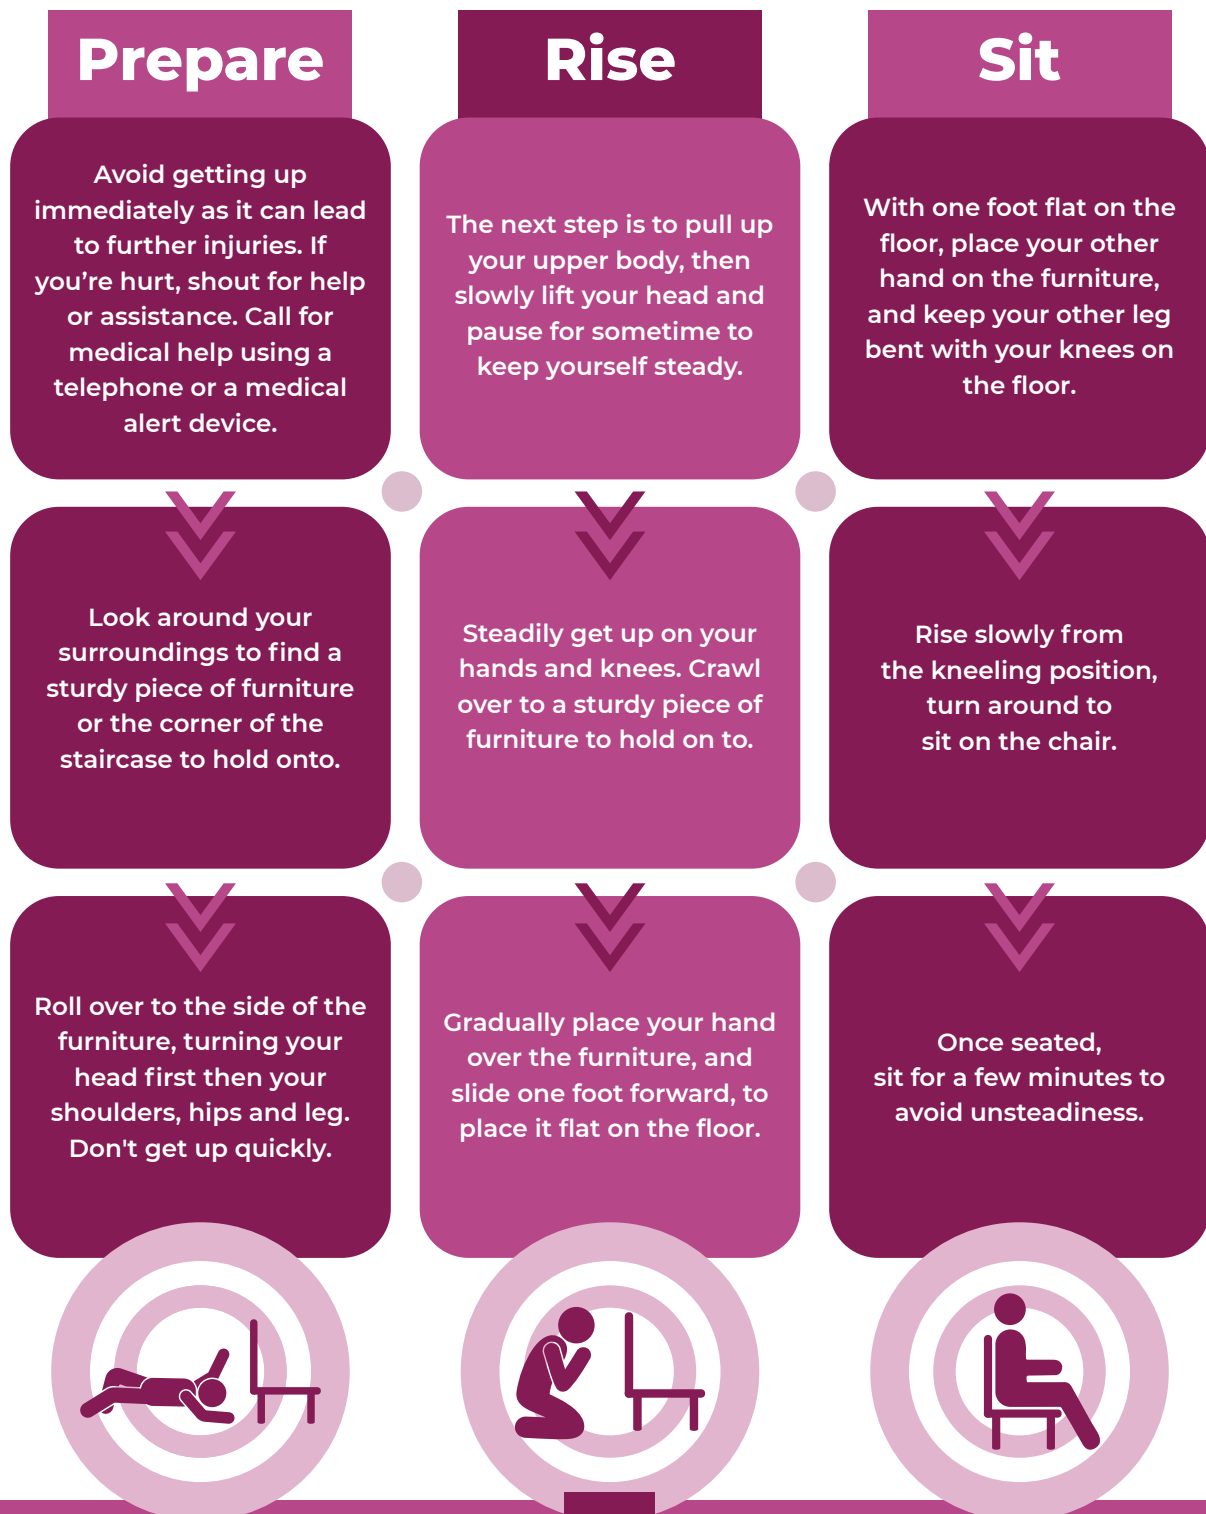 Prepare
Avoid getting up
immediately as it can lead
to further injuries. If
you're hurt, shout for help
or assistance. Call for
medical help using a
telephone or a medical
alert device.
Look around your
surroundings to find a
sturdy piece of furniture
or the corner of the
staircase to hold onto.
Roll over to the side of the
furniture, turning your
head first then your
shoulders, hips and leg.
Don't get up quickly.
Rise
The next step is to pull up
your upper body, then
slowly lift your head and
pause for sometime to
keep yourself steady.
Steadily get up on your
hands and knees. Crawl
over to a sturdy piece of
furniture to hold on to.
Gradually place your hand
over the furniture, and
slide one foot forward, to
place it flat on the floor.
Sit
With one foot flat on the
floor, place your other
hand on the furniture,
and keep your other leg
bent with your knees on
the floor.
Rise slowly from
the kneeling position,
turn around to
sit on the chair.
Once seated,
sit for a few minutes to
avoid unsteadiness.